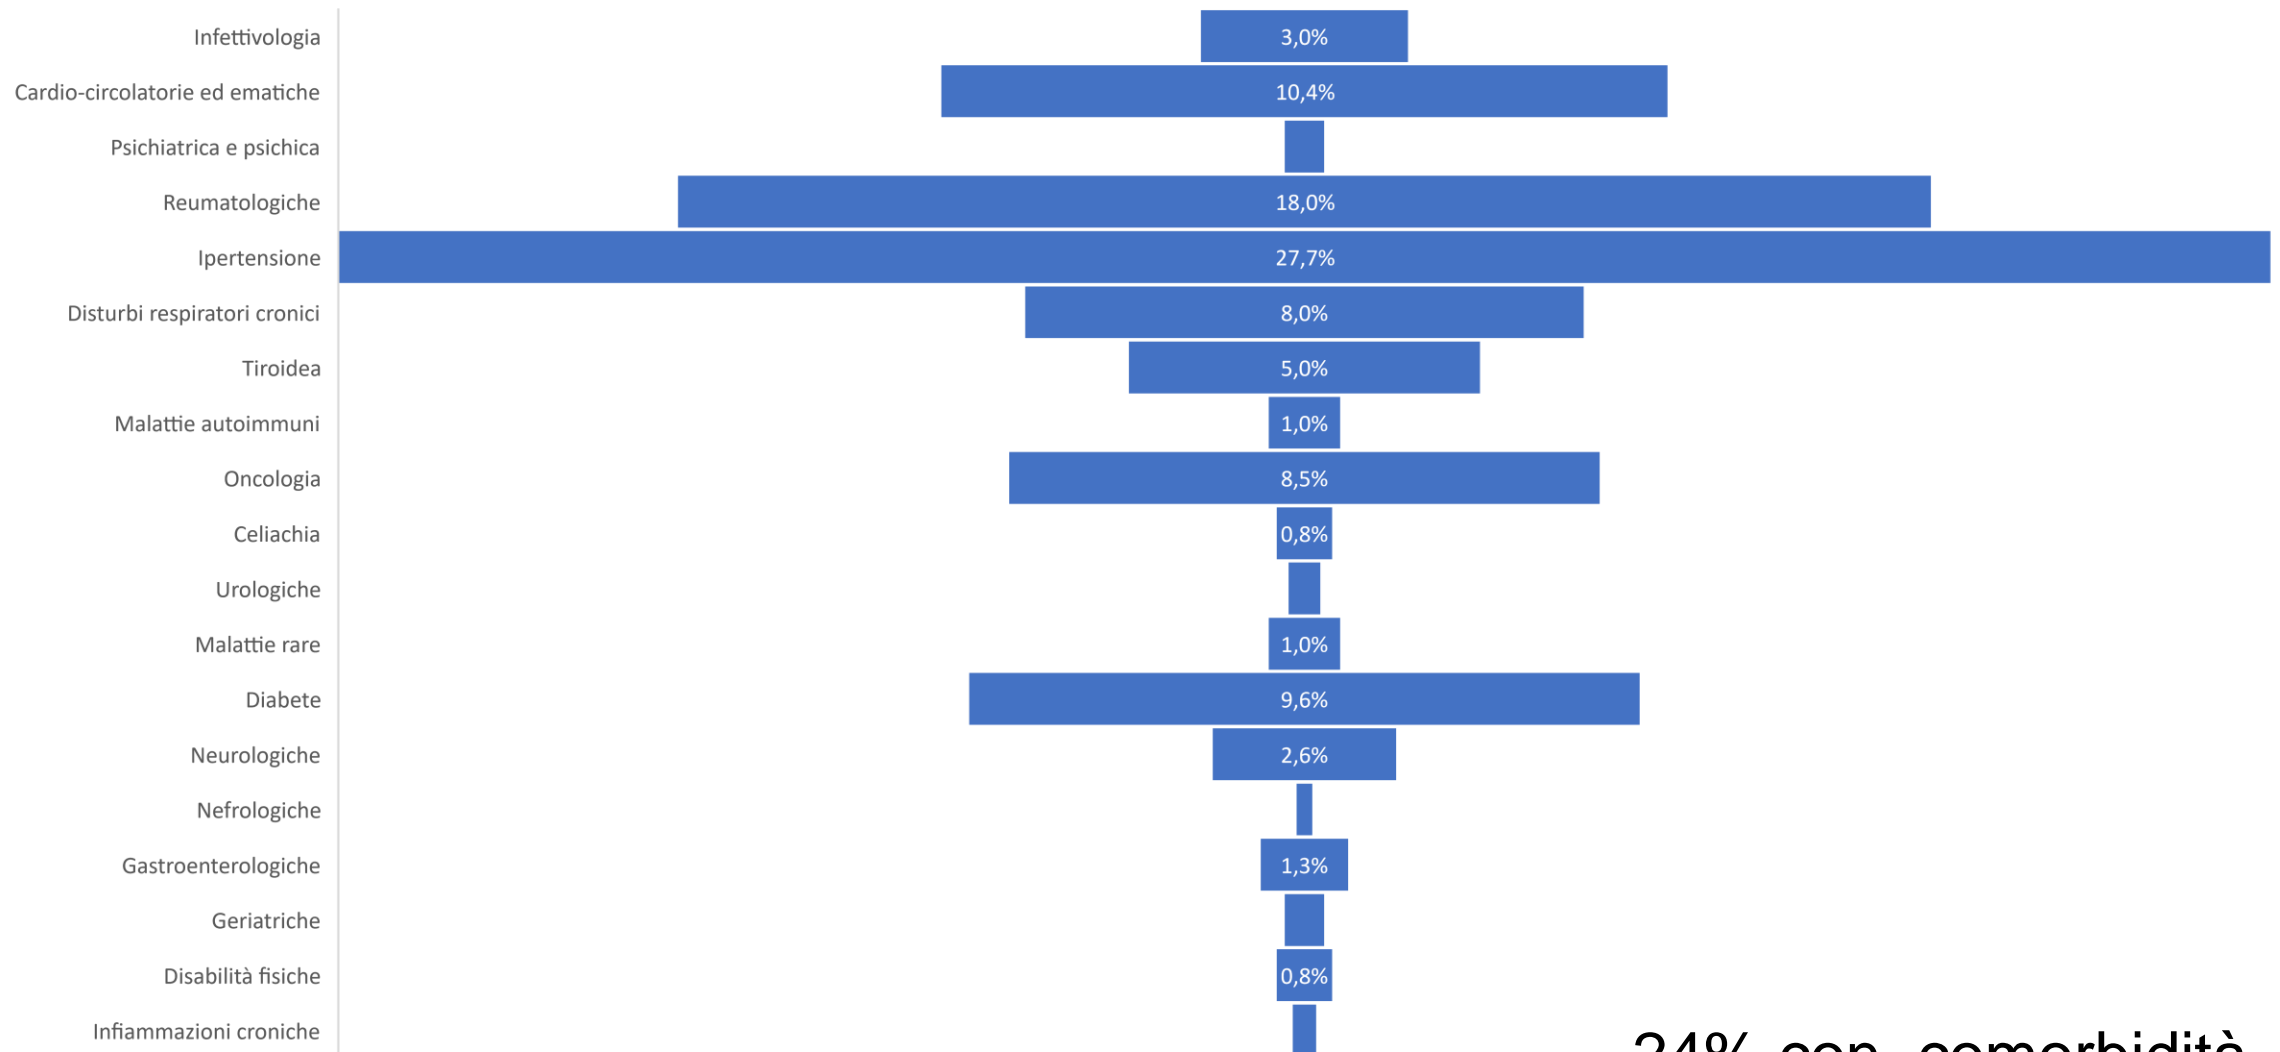 Infettivologia 3,0%
Cardio-circolatorie ed ematiche 10,4%
Psichiatrica e psichica
Reumatologiche 18,0%
Ipertensione 27,7%
Disturbi respiratori cronici 8,0%
Tiroidea 5,0%
Malattie autoimmuni 1,0%
Oncologia 8,5%
Celiachia 0,8%
Urologiche
Malattie rare 1,0%
Diabete 9,6%
Neurologiche 2,6%
Nefrologiche
Gastroenterologiche 1,3%
Geriatriche
Disabilità fisiche 0,8%
Infiammazioni croniche
24% con comorbidità